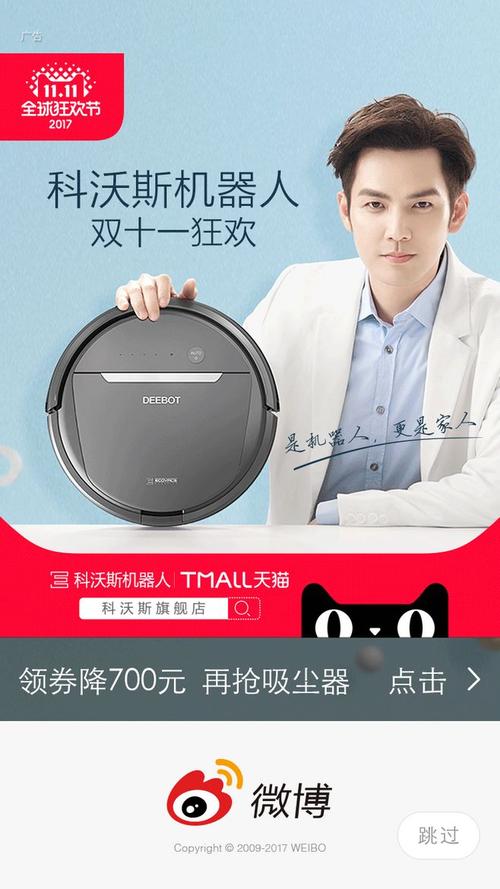 广告
11.11
全球狂欢节
2017
科沃斯机器人
双十一狂欢
AUTO
DEEBOT
ECOVACS
是机器人，更是家人
科沃斯机器人 | TMALL天猫
科沃斯旗舰店
领券降700元 再抢吸尘器 点击 >
微博
跳过
Copyright © 2009-2017 WEIBO